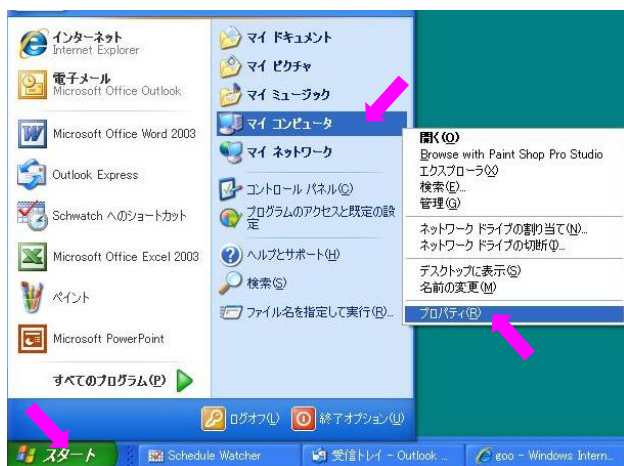 インターネット
Internet Explorer
電子メール
Microsoft Office Outlook
Microsoft Office Word 2003
Outlook Express
Schwatch へのショートカット
Microsoft Office Excel 2003
ペイント
Microsoft PowerPoint
すべてのプログラム(P)
マイ ドキュメント
マイ ピクチャ
マイ ミュージック
マイ コンピュータ
マイ ネットワーク
コントロール パネル(C)
プログラムのアクセスと既定の設
定
ヘルプとサポート(H)
検索(S)
ファイル名を指定して実行(R)...
開く(O)
Browse with Paint Shop Pro Studio
エクスプローラ(X)
検索(E)...
管理(G)
ネットワーク ドライブの割り当て(N)...
ネットワーク ドライブの切断(I)...
デスクトップに表示(S)
名前の変更(M)
プロパティ(R)
ログオフ(L)
終了オプション(U)
スタート
Schedule Watcher
受信トレイ - Outlook ...
goo - Windows Intern...